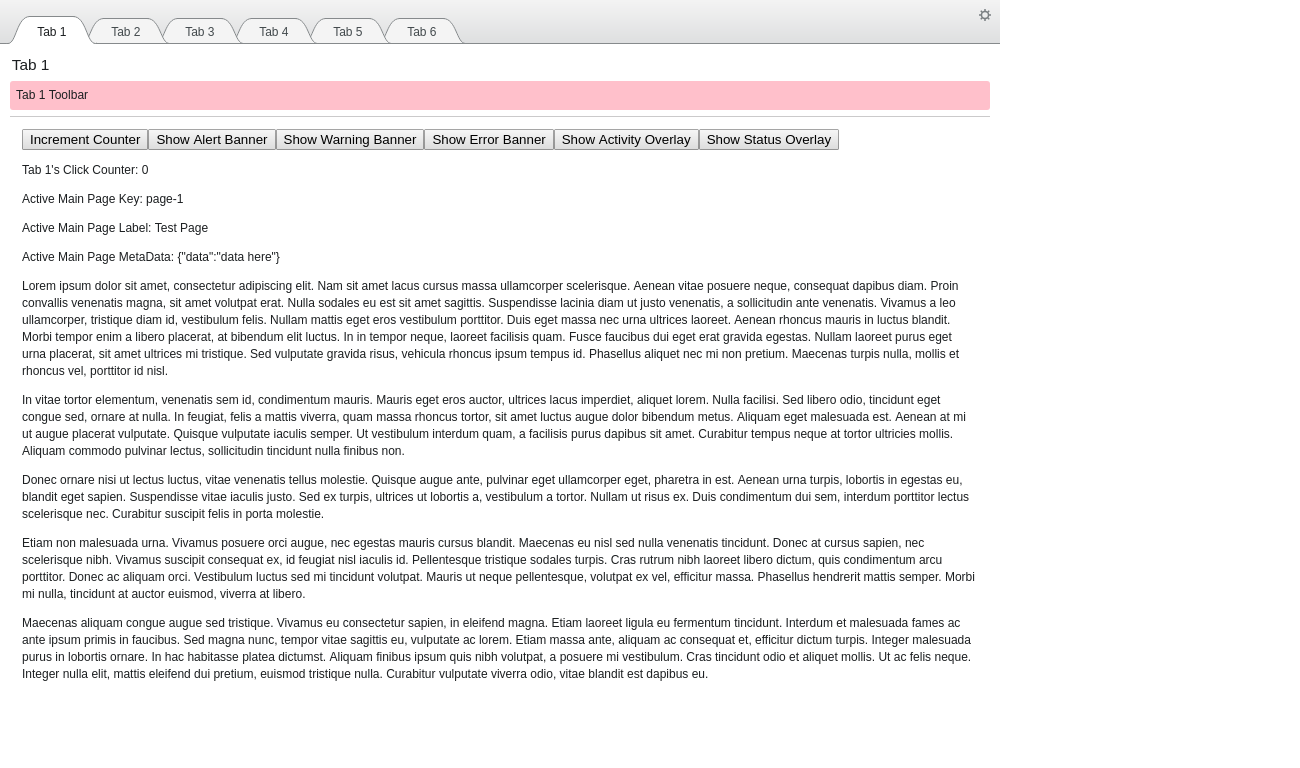 Tab 1 Tab 2 Tab 3 Tab 4 Tab 5 Tab 6
Tab 1
Tab 1 Toolbar
Increment Counter Show Alert Banner Show Warning Banner Show Error Banner Show Activity Overlay Show Status Overlay
Tab 1's Click Counter: 0
Active Main Page Key: page-1
Active Main Page Label: Test Page
Active Main Page MetaData: {"data":"data here"}
Lorem ipsum dolor sit amet, consectetur adipiscing elit. Nam sit amet lacus cursus massa ullamcorper scelerisque. Aenean vitae posuere neque, consequat dapibus diam. Proin
convallis venenatis magna, sit amet volutpat erat. Nulla sodales eu est sit amet sagittis. Suspendisse lacinia diam ut justo venenatis, a sollicitudin ante venenatis. Vivamus a leo
ullamcorper, tristique diam id, vestibulum felis. Nullam mattis eget eros vestibulum porttitor. Duis eget massa nec urna ultrices laoreet. Aenean rhoncus mauris in luctus blandit.
Morbi tempor enim a libero placerat, at bibendum elit luctus. In in tempor neque, laoreet facilisis quam. Fusce faucibus dui eget erat gravida egestas. Nullam laoreet purus eget
urna placerat, sit amet ultrices mi tristique. Sed vulputate gravida risus, vehicula rhoncus ipsum tempus id. Phasellus aliquet nec mi non pretium. Maecenas turpis nulla, mollis et
rhoncus vel, porttitor id nisl.
In vitae tortor elementum, venenatis sem id, condimentum mauris. Mauris eget eros auctor, ultrices lacus imperdiet, aliquet lorem. Nulla facilisi. Sed libero odio, tincidunt eget
congue sed, ornare at nulla. In feugiat, felis a mattis viverra, quam massa rhoncus tortor, sit amet luctus augue dolor bibendum metus. Aliquam eget malesuada est. Aenean at mi
ut augue placerat vulputate. Quisque vulputate iaculis semper. Ut vestibulum interdum quam, a facilisis purus dapibus sit amet. Curabitur tempus neque at tortor ultricies mollis.
Aliquam commodo pulvinar lectus, sollicitudin tincidunt nulla finibus non.
Donec ornare nisi ut lectus luctus, vitae venenatis tellus molestie. Quisque augue ante, pulvinar eget ullamcorper eget, pharetra in est. Aenean urna turpis, lobortis in egestas eu,
blandit eget sapien. Suspendisse vitae iaculis justo. Sed ex turpis, ultrices ut lobortis a, vestibulum a tortor. Nullam ut risus ex. Duis condimentum dui sem, interdum porttitor lectus
scelerisque nec. Curabitur suscipit felis in porta molestie.
Etiam non malesuada urna. Vivamus posuere orci augue, nec egestas mauris cursus blandit. Maecenas eu nisl sed nulla venenatis tincidunt. Donec at cursus sapien, nec
scelerisque nibh. Vivamus suscipit consequat ex, id feugiat nisl iaculis id. Pellentesque tristique sodales turpis. Cras rutrum nibh laoreet libero dictum, quis condimentum arcu
porttitor. Donec ac aliquam orci. Vestibulum luctus sed mi tincidunt volutpat. Mauris ut neque pellentesque, volutpat ex vel, efficitur massa. Phasellus hendrerit mattis semper. Morbi
mi nulla, tincidunt at auctor euismod, viverra at libero.
Maecenas aliquam congue augue sed tristique. Vivamus eu consectetur sapien, in eleifend magna. Etiam laoreet ligula eu fermentum tincidunt. Interdum et malesuada fames ac
ante ipsum primis in faucibus. Sed magna nunc, tempor vitae sagittis eu, vulputate ac lorem. Etiam massa ante, aliquam ac consequat et, efficitur dictum turpis. Integer malesuada
purus in lobortis ornare. In hac habitasse platea dictumst. Aliquam finibus ipsum quis nibh volutpat, a posuere mi vestibulum. Cras tincidunt odio et aliquet mollis. Ut ac felis neque.
Integer nulla elit, mattis eleifend dui pretium, euismod tristique nulla. Curabitur vulputate viverra odio, vitae blandit est dapibus eu.